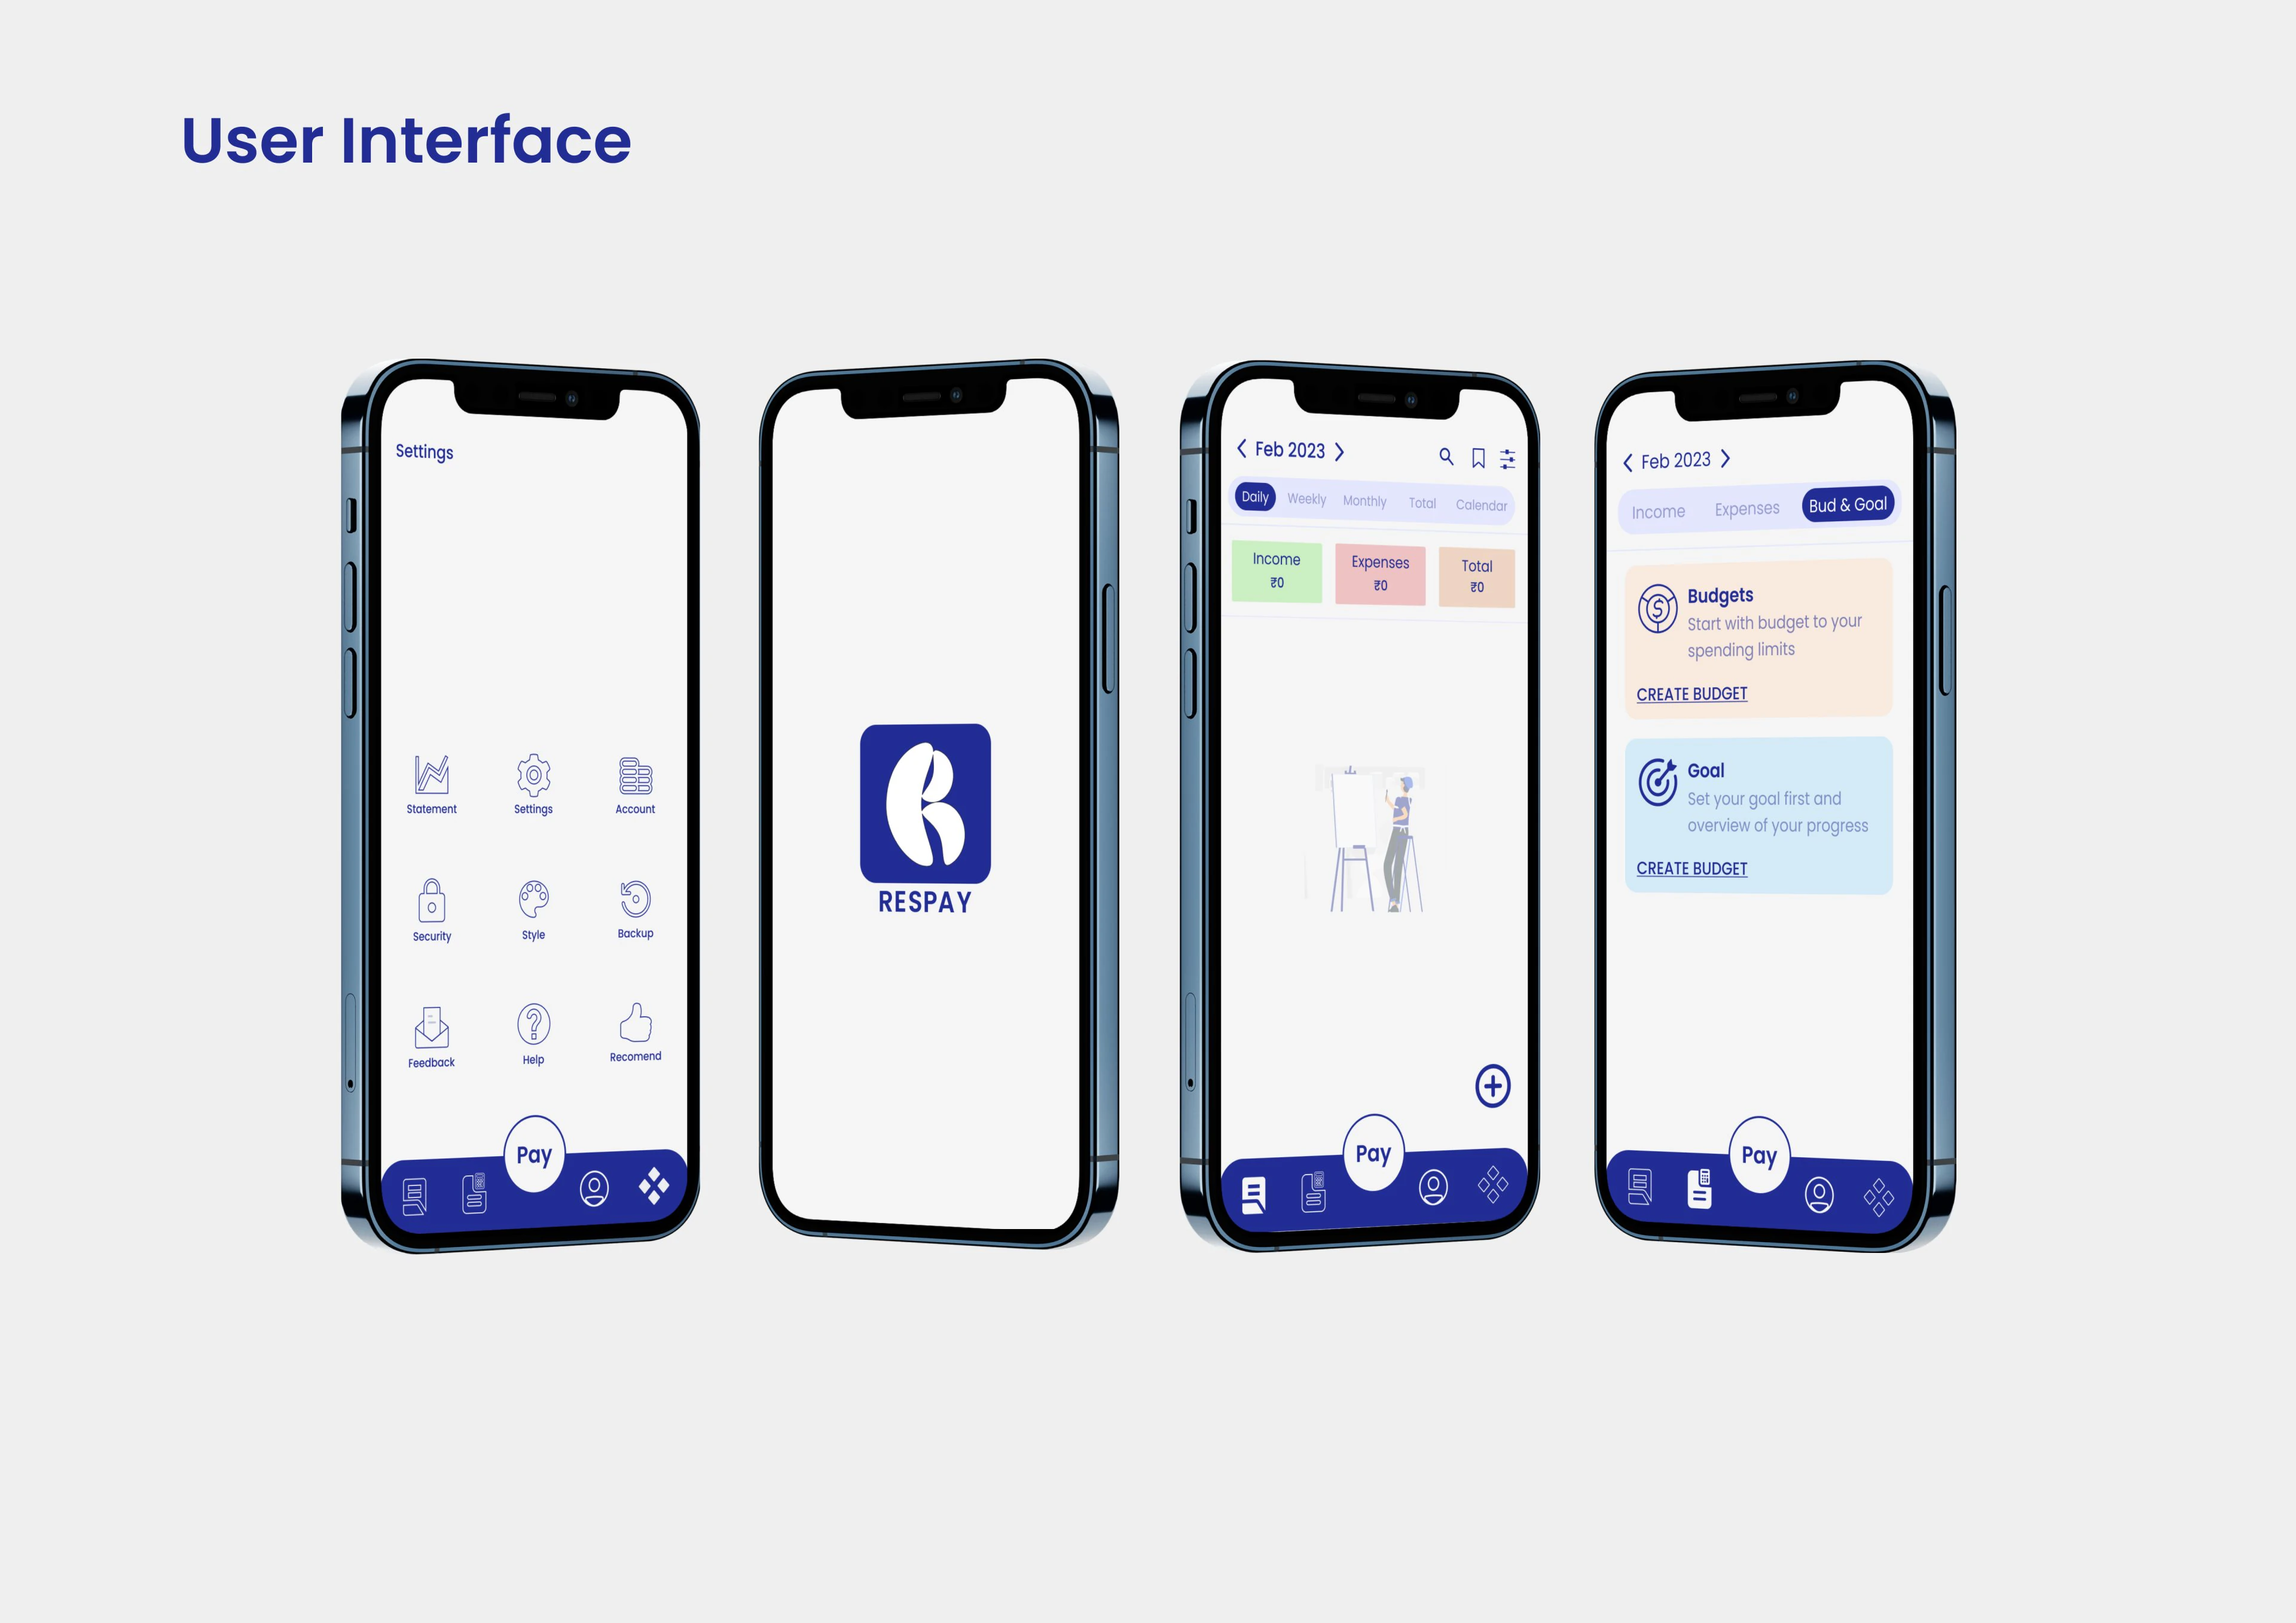 User Interface
Settings
Statement Settings Account
Security Style Backup
Feedback Help Recomend
Pay
RESPAY
Feb 2023
Daily Weekly Monthly Total Calendar
Income Expenses Total
₹0 ₹0 ₹0
Pay
Feb 2023
Income Expenses Bud & Goal
Budgets
Start with budget to your
spending limits
CREATE BUDGET
Goal
Set your goal first and
overview of your progress
CREATE BUDGET
Pay